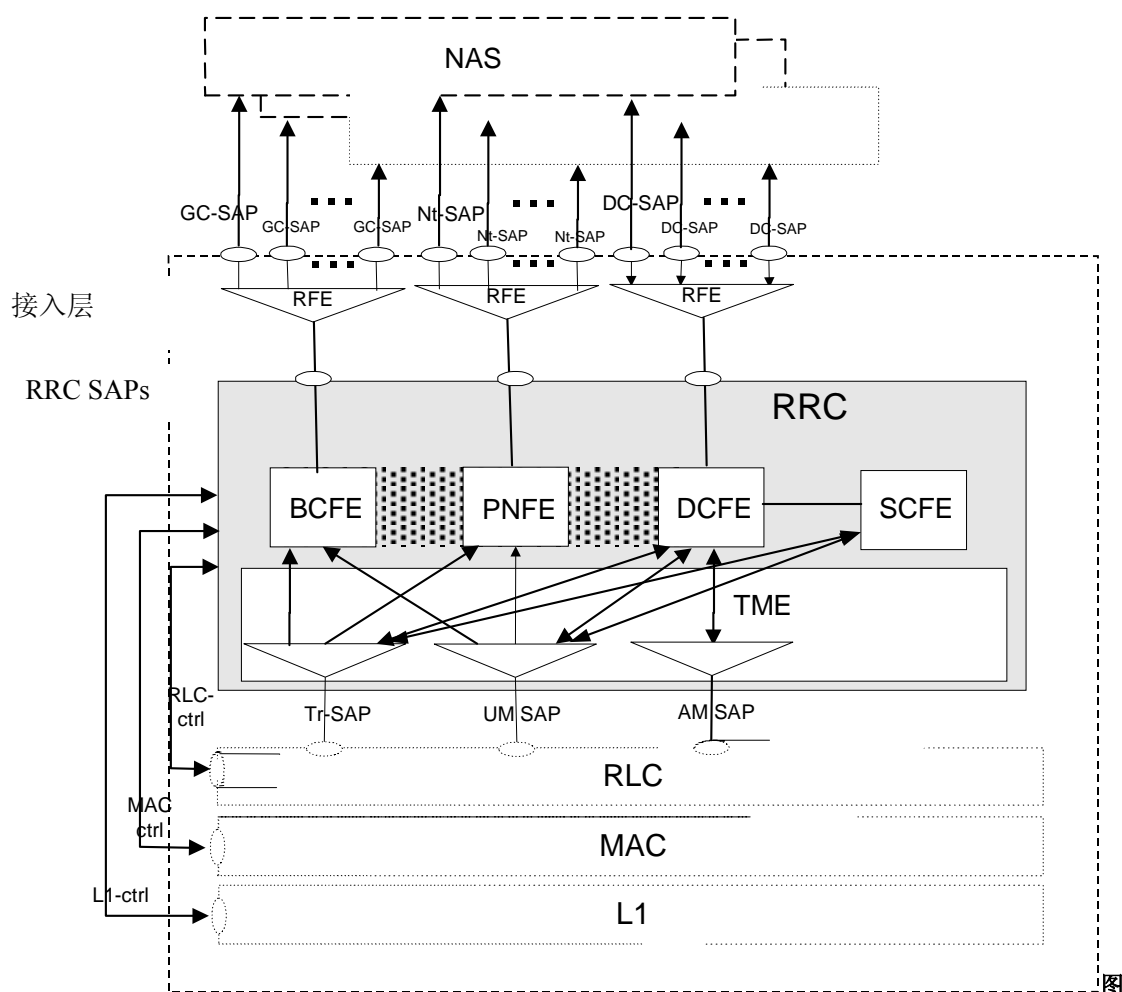 NAS
GC-SAP
GC-SAP
GC-SAP
Nt-SAP
Nt-SAP
Nt-SAP
DC-SAP
DC-SAP
DC-SAP
接入层
RFE
RFE
RFE
RRC SAPs
RRC
BCFE
PNFE
DCFE
SCFE
TME
RLC-
ctrl
Tr-SAP
UM SAP
AM SAP
RLC
MAC
ctrl
MAC
L1-ctrl
L1
图